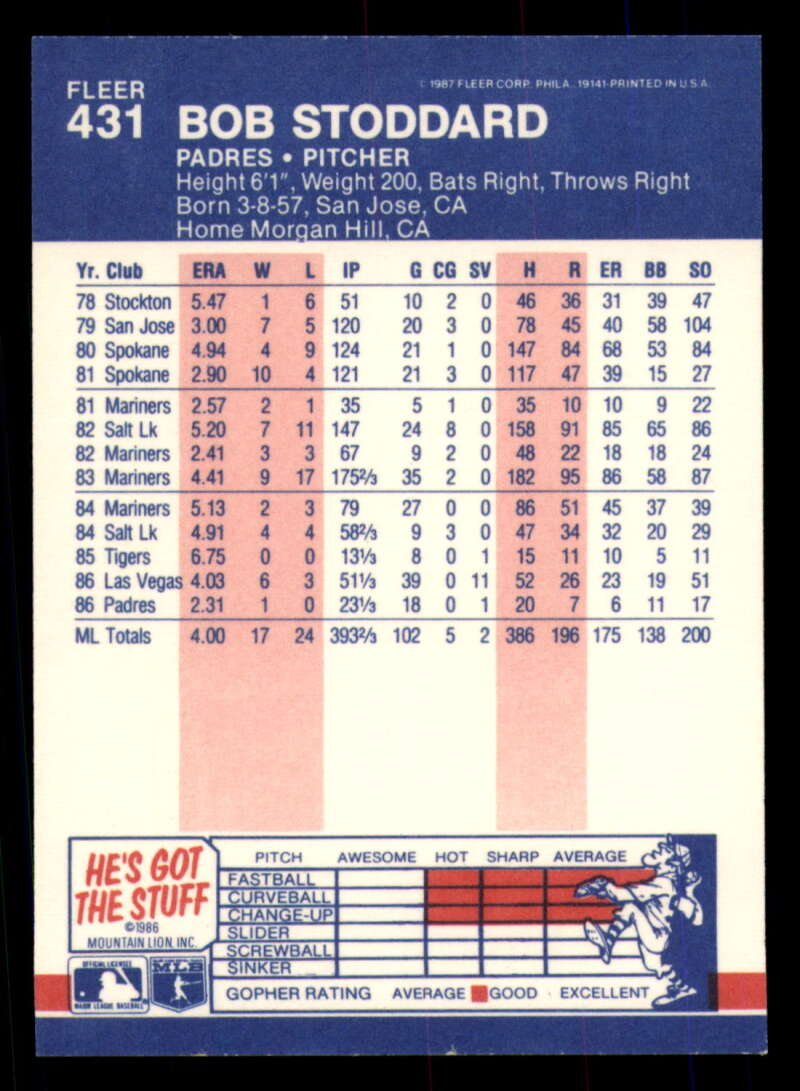 © 1987 FLEER CORP. PHILA. 19141-PRINTED IN U.S.A.
FLEER
431 BOB STODDARD
PADRES • PITCHER
Height 6'1", Weight 200, Bats Right, Throws Right
Born 3-8-57, San Jose, CA
Home Morgan Hill, CA
Yr. Club ERA W L IP G CG SV H R ER BB SO
78 Stockton 5.47 1 6 51 10 2 0 46 36 31 39 47
79 San Jose 3.00 7 5 120 20 3 0 78 45 40 58 104
80 Spokane 4.94 4 9 124 21 1 0 147 84 68 53 84
81 Spokane 2.90 10 4 121 21 3 0 117 47 39 15 27
81 Mariners 2.57 2 1 35 5 1 0 35 10 10 9 22
82 Salt Lk 5.20 7 11 147 24 8 0 158 91 85 65 86
82 Mariners 2.41 3 3 67 9 2 0 48 22 18 18 24
83 Mariners 4.41 9 17 175⅔ 35 2 0 182 95 86 58 87
84 Mariners 5.13 2 3 79 27 0 0 86 51 45 37 39
84 Salt Lk 4.91 4 4 58⅔ 9 3 0 47 34 32 20 29
85 Tigers 6.75 0 0 13⅓ 8 0 1 15 11 10 5 11
86 Las Vegas 4.03 6 3 51⅓ 39 0 11 52 26 23 19 51
86 Padres 2.31 1 0 23⅓ 18 0 1 20 7 6 11 17
ML Totals 4.00 17 24 393⅔ 102 5 2 386 196 175 138 200
HE'S GOT
THE STUFF
©1986
MOUNTAIN LION, INC.
PITCH AWESOME HOT SHARP AVERAGE
FASTBALL
CURVEBALL
CHANGE-UP
SLIDER
SCREWBALL
SINKER
GOPHER RATING AVERAGE GOOD · EXCELLENT
OFFICIAL LICENSEE
MAJOR LEAGUE BASEBALL
MLB